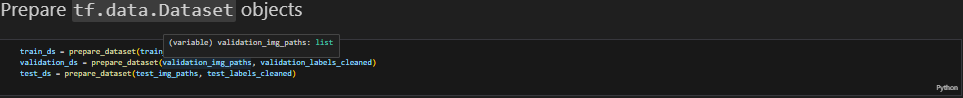 Prepare tf.data.Dataset objects
(variable) validation_img_paths: list
train_ds = prepare_dataset(train
validation_ds = prepare_dataset(validation_img_paths, validation_labels_cleaned)
test_ds = prepare_dataset(test_img_paths, test_labels_cleaned)
Python